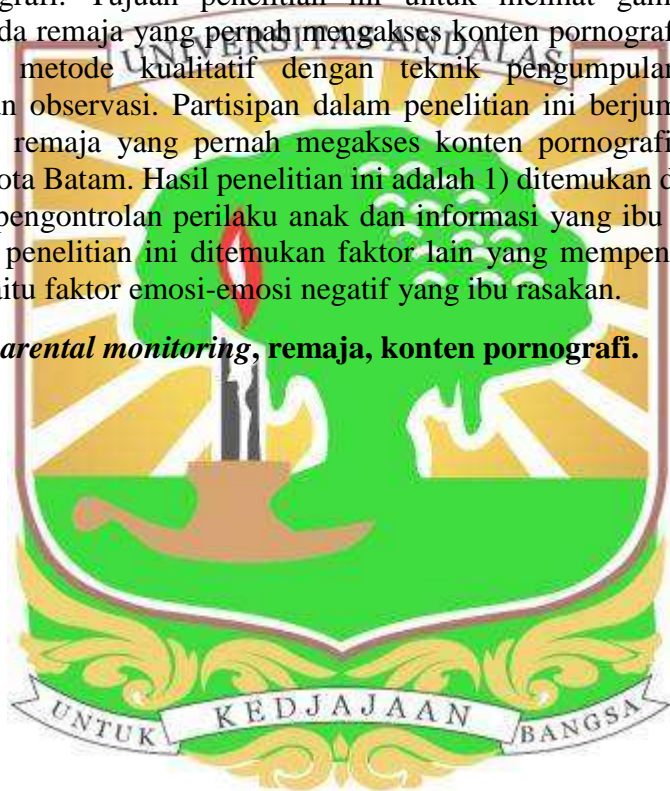 grafi. Tujuan penelitian ini untuk melihat
da remaja yang pernah mengakses konten pornograf
UNIVERSITAS ANDALAS
metode kualitatif dengan teknik pengumpulan
n observasi. Partisipan dalam penelitian ini berjun
remaja yang pernah megakses konten pornografi
ota Batam. Hasil penelitian ini adalah 1) ditemukan d
pengontrolan perilaku anak dan informasi yang ibu
penelitian ini ditemukan faktor lain yang mempen
aitu faktor emosi-emosi negatif yang ibu rasakan.
arental monitoring, remaja, konten pornografi.
UNTUK KEDJAJAAN BANGSA